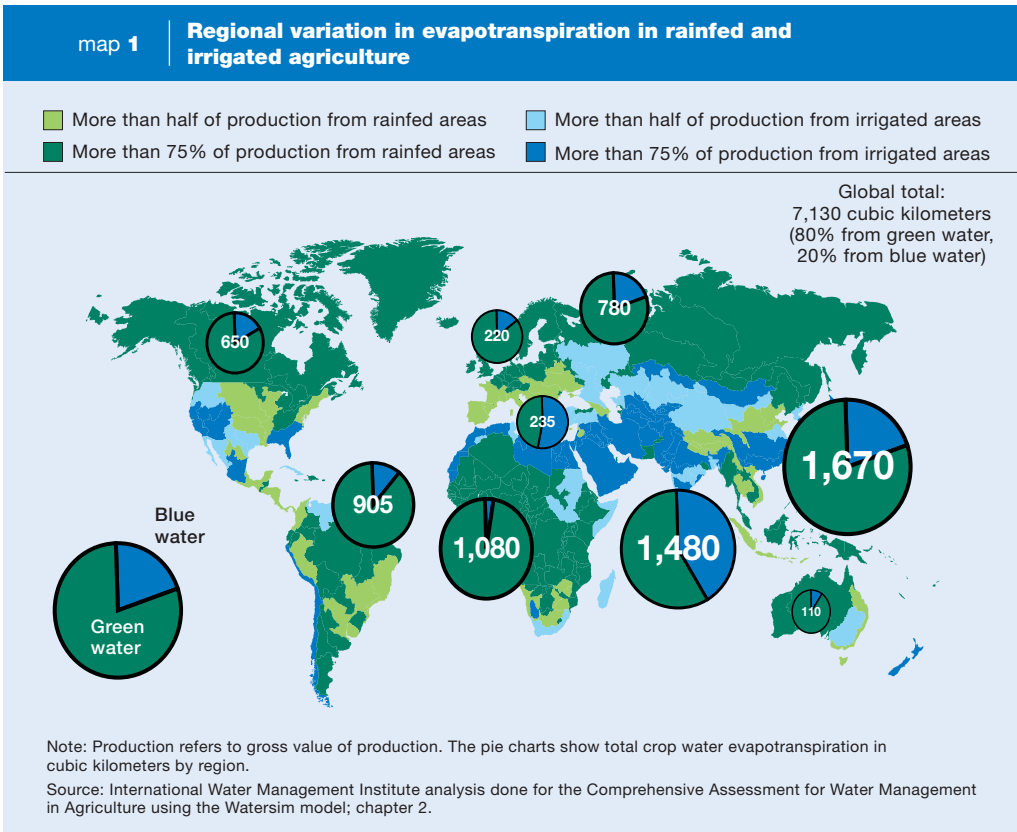 map 1
Regional variation in evapotranspiration in rainfed and
irrigated agriculture
More than half of production from rainfed areas
More than half of production from irrigated areas
More than 75% of production from rainfed areas
More than 75% of production from irrigated areas
Global total:
7,130 cubic kilometers
(80% from green water,
20% from blue water)
780
220
650
235
1,670
905
1,080
1,480
110
Blue
water
Green
water
Note: Production refers to gross value of production. The pie charts show total crop water evapotranspiration in
cubic kilometers by region.
Source: International Water Management Institute analysis done for the Comprehensive Assessment for Water Management
in Agriculture using the Watersim model; chapter 2.